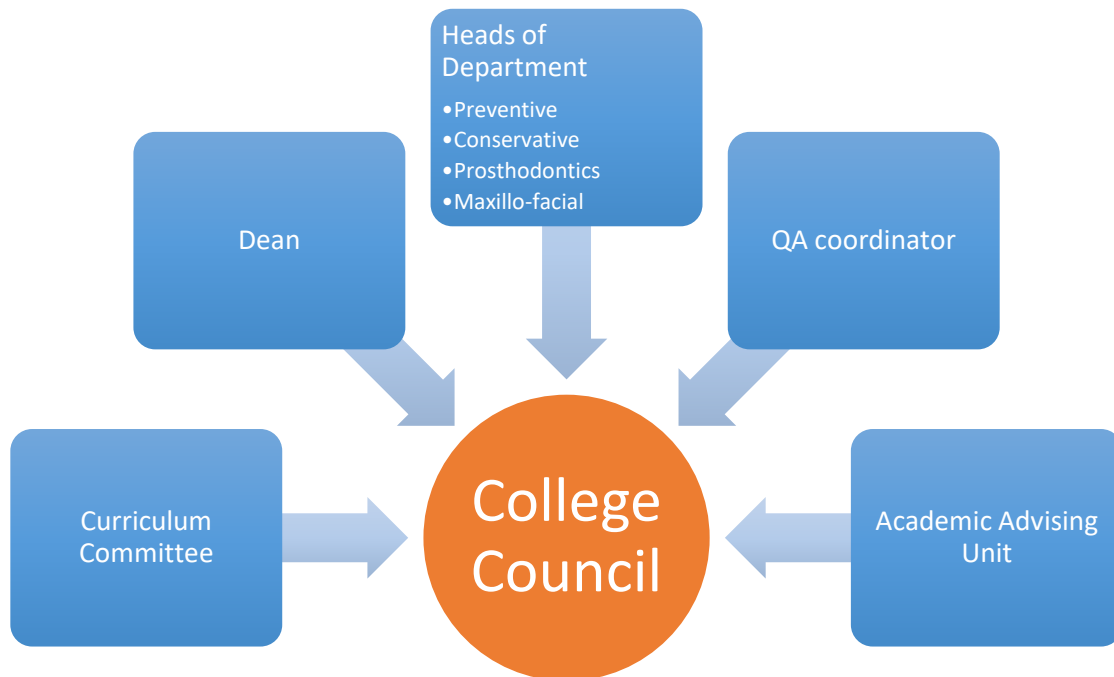 Heads of
Department
•Preventive
•Conservative
•Prosthodontics
•Maxillo-facial
Dean
QA coordinator
Curriculum
Committee
College
Council
Academic Advising
Unit